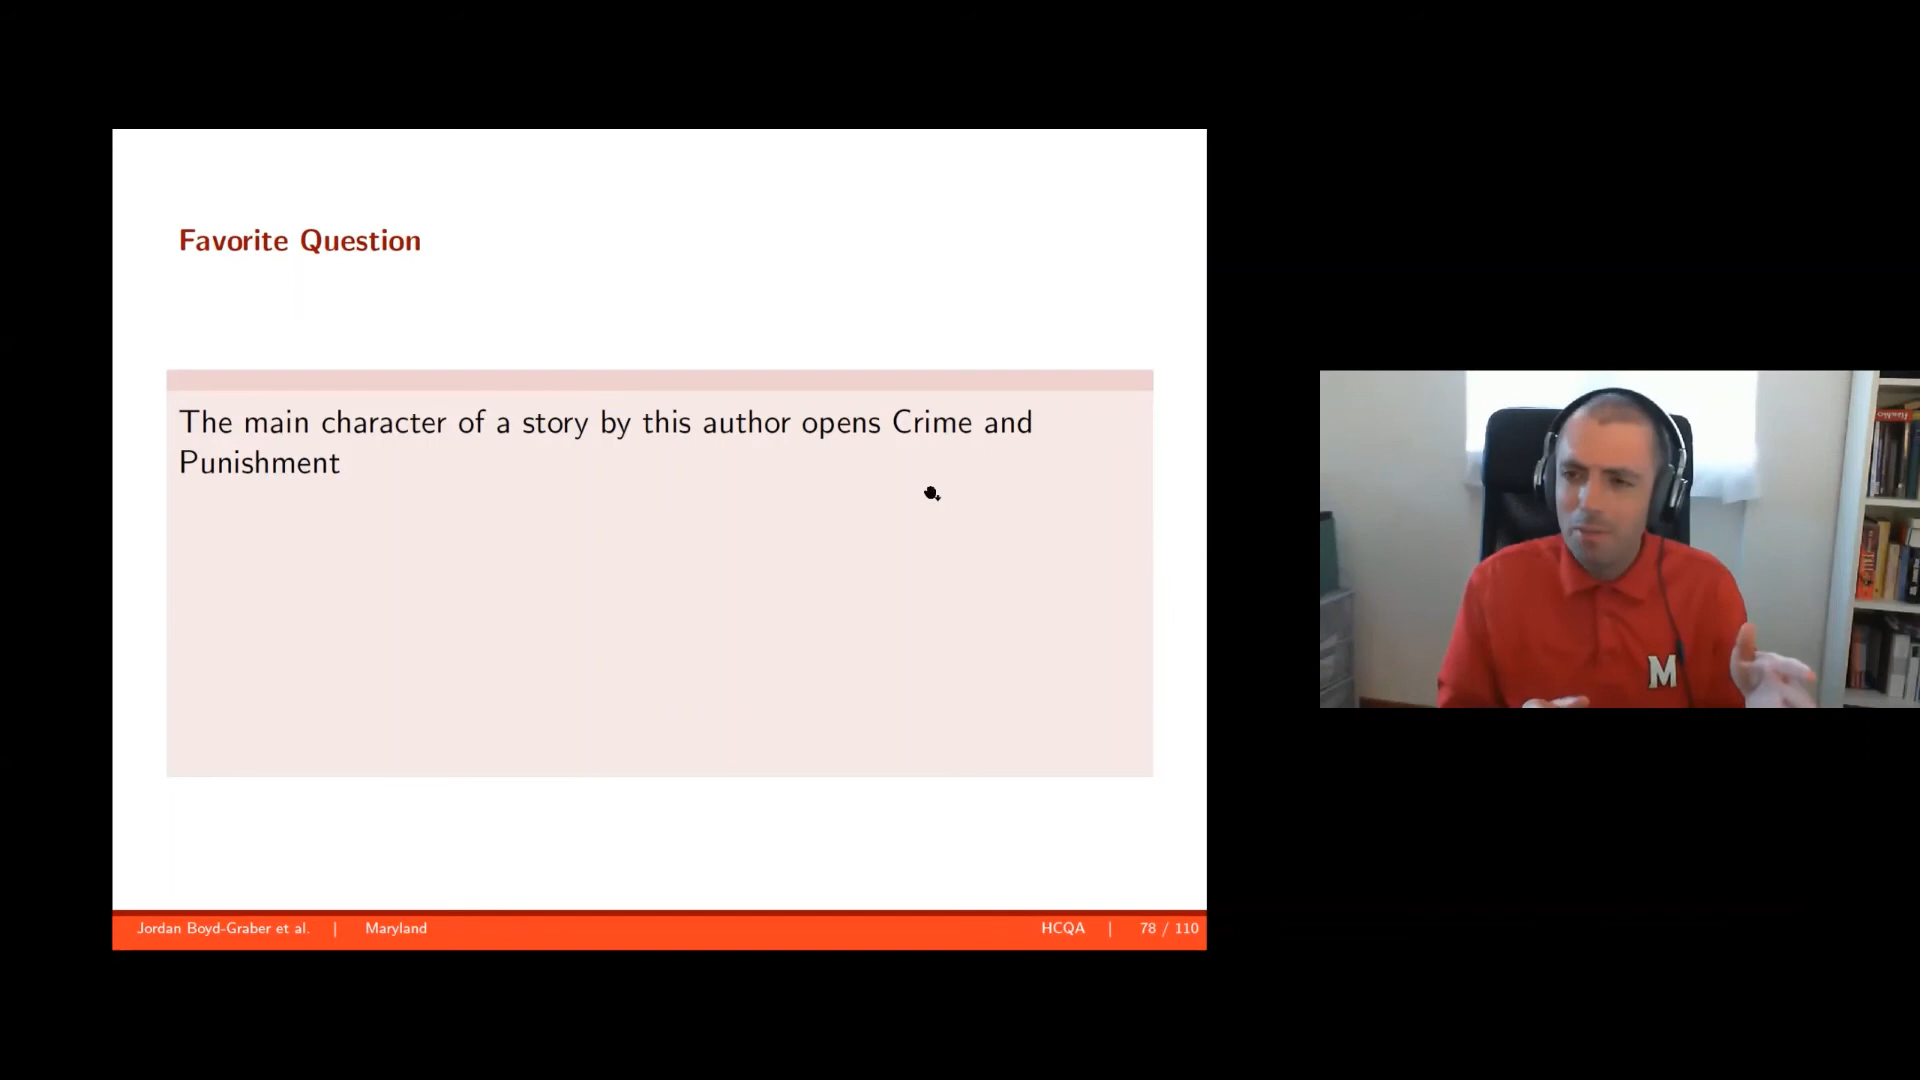 Favorite Question
The main character of a story by this author opens Crime and
Punishment
Jordan Boyd-Graber et al. | Maryland HCQA | 78 / 110
M